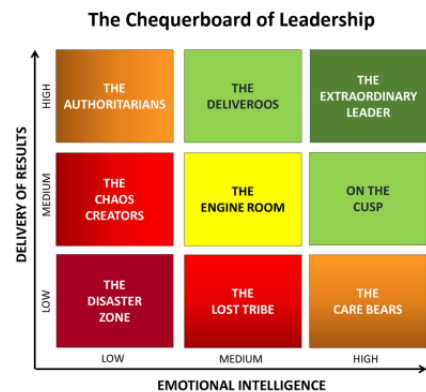 The Chequerboard of Leadership
DELIVERY OF RESULTS
HIGH
THE
AUTHORITARIANS
THE
DELIVEROOS
THE
EXTRAORDINARY
LEADER
MEDIUM
THE
CHAOS
CREATORS
THE
ENGINE ROOM
ON THE
CUSP
LOW
THE
DISASTER
ZONE
THE
LOST TRIBE
THE
CARE BEARS
LOW
MEDIUM
HIGH
EMOTIONAL INTELLIGENCE